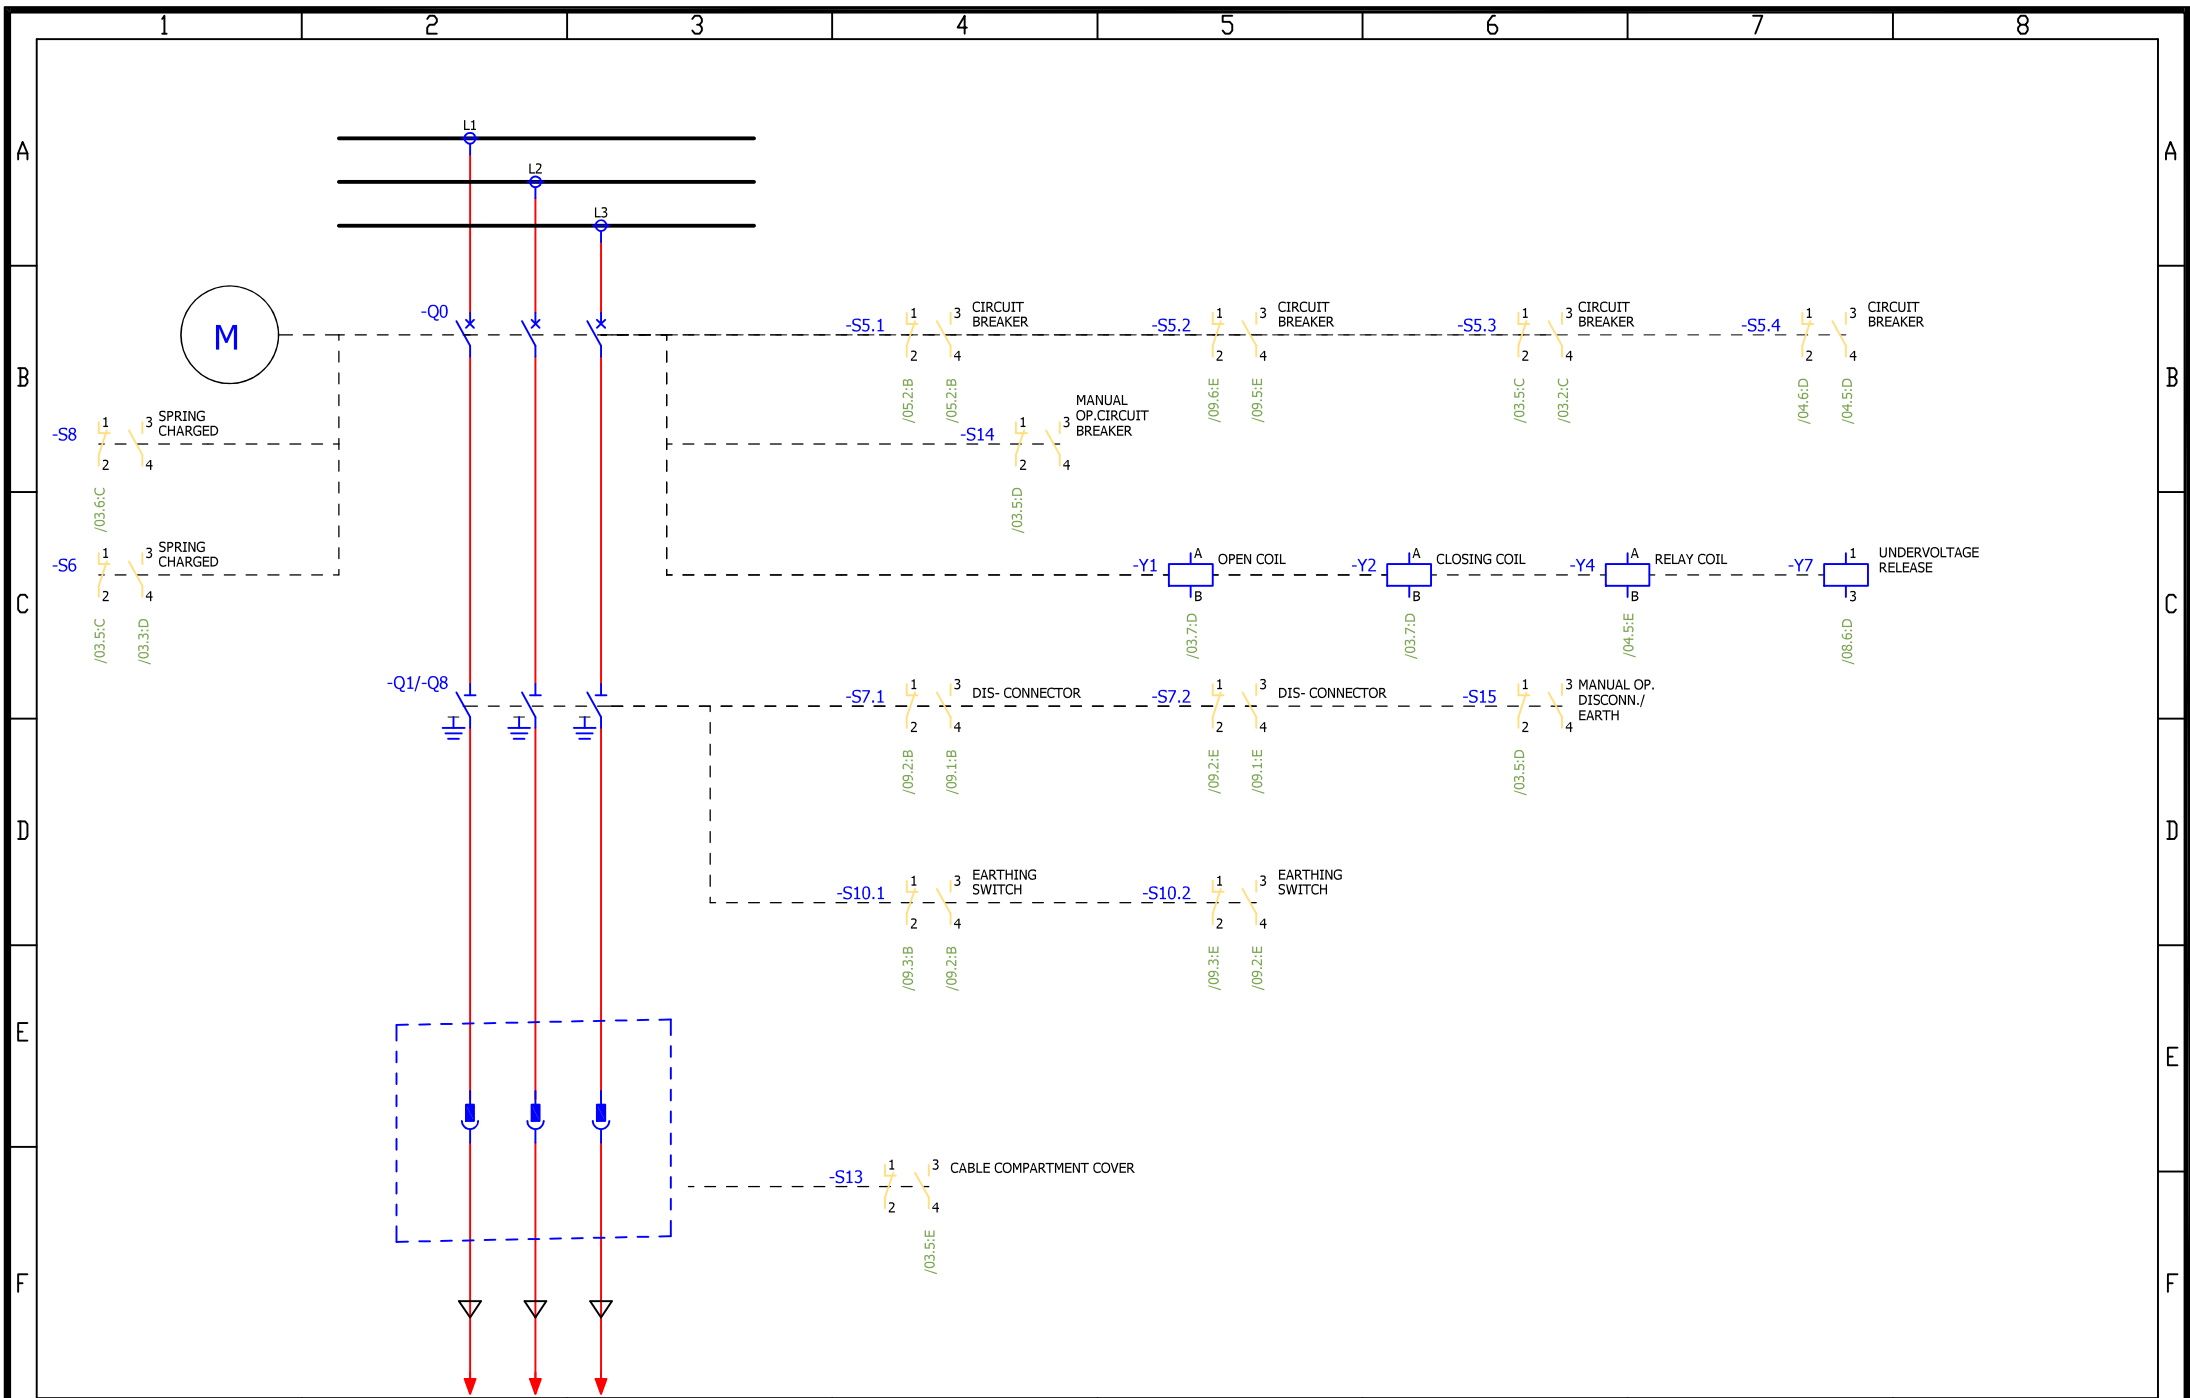 1 2 3 4 5 6 7 8
A A
L1
L2
L3
B B
M
-Q0
-S5.1 1 3 CIRCUIT
BREAKER
2 4
/05.2:B /05.2:B
-S5.2 1 3 CIRCUIT
BREAKER
2 4
/09.6:E /09.5:E
-S5.3 1 3 CIRCUIT
BREAKER
2 4
/03.5:C /03.2:C
-S5.4 1 3 CIRCUIT
BREAKER
2 4
/04.6:D /04.5:D
-S8 1 3 SPRING
CHARGED
2 4
/03.6:C
-S14 1 3 MANUAL
OP.CIRCUIT
BREAKER
2 4
/03.5:D
C C
-S6 1 3 SPRING
CHARGED
2 4
/03.5:C /03.3:D
-Y1 A OPEN COIL
B
/03.7:D
-Y2 A CLOSING COIL
B
/03.7:D
-Y4 A RELAY COIL
B
/04.5:E
-Y7 1 UNDERVOLTAGE
RELEASE
3
/08.6:D
-Q1/-Q8
-S7.1 1 3 DIS- CONNECTOR
2 4
/09.2:B /09.1:B
-S7.2 1 3 DIS- CONNECTOR
2 4
/09.2:E /09.1:E
-S15 1 3 MANUAL OP.
DISCONN./
EARTH
2 4
/03.5:D
D D
-S10.1 1 3 EARTHING
SWITCH
2 4
/09.3:B /09.2:B
-S10.2 1 3 EARTHING
SWITCH
2 4
/09.3:E /09.2:E
E E
-S13 1 3 CABLE COMPARTMENT COVER
2 4
/03.5:E
F F